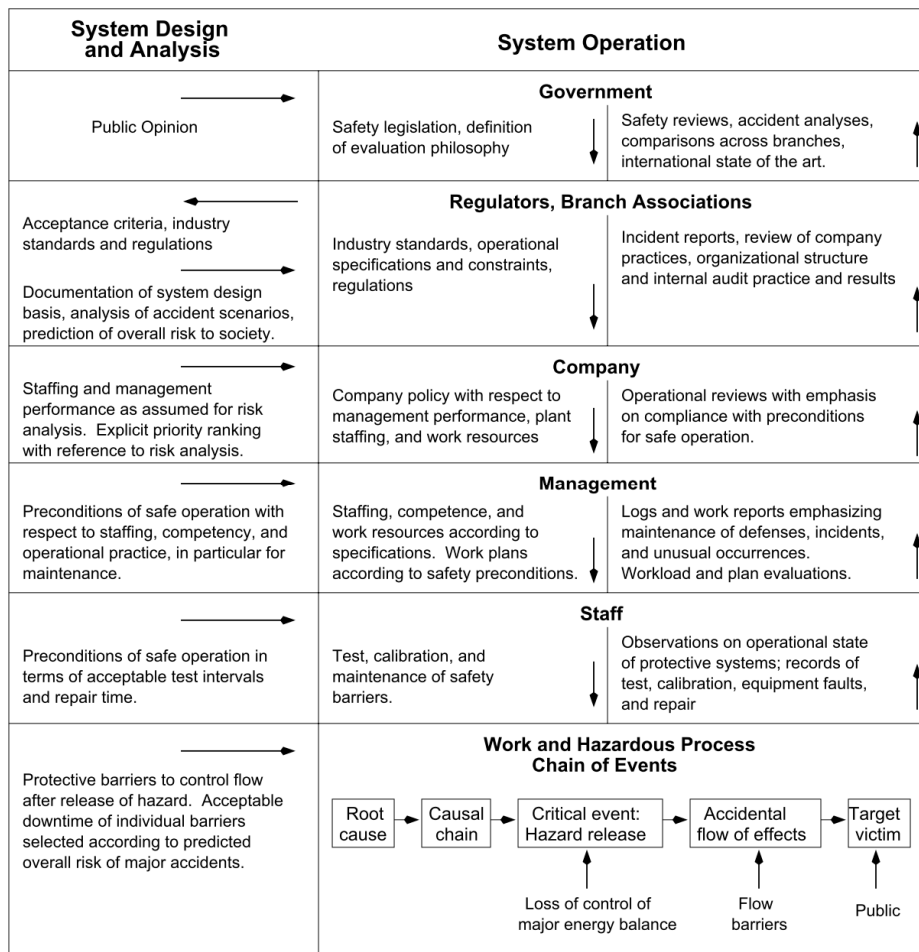 System Design
and Analysis
System Operation
Public Opinion
Government
Safety legislation, definition
of evaluation philosophy
Safety reviews, accident analyses,
comparisons across branches,
international state of the art.
Acceptance criteria, industry
standards and regulations
Documentation of system design
basis, analysis of accident scenarios,
prediction of overall risk to society.
Regulators, Branch Associations
Industry standards, operational
specifications and constraints,
regulations
Incident reports, review of company
practices, organizational structure
and internal audit practice and results
Staffing and management
performance as assumed for risk
analysis.  Explicit priority ranking
with reference to risk analysis.
Company
Company policy with respect to
management performance, plant
staffing, and work resources
Operational reviews with emphasis
on compliance with preconditions
for safe operation.
Preconditions of safe operation with
respect to staffing, competency, and
operational practice, in particular for
maintenance.
Management
Staffing, competence, and
work resources according to
specifications.  Work plans
according to safety preconditions.
Logs and work reports emphasizing
maintenance of defenses, incidents,
and unusual occurrences.
Workload and plan evaluations.
Preconditions of safe operation in
terms of acceptable test intervals
and repair time.
Staff
Test, calibration, and
maintenance of safety
barriers.
Observations on operational state
of protective systems; records of
test, calibration, equipment faults,
and repair
Protective barriers to control flow
after release of hazard.  Acceptable
downtime of individual barriers
selected according to predicted
overall risk of major accidents.
Work and Hazardous Process
Chain of Events
Root
cause
Causal
chain
Critical event:
Hazard release
Accidental
flow of effects
Target
victim
Loss of control of
major energy balance
Flow
barriers
Public